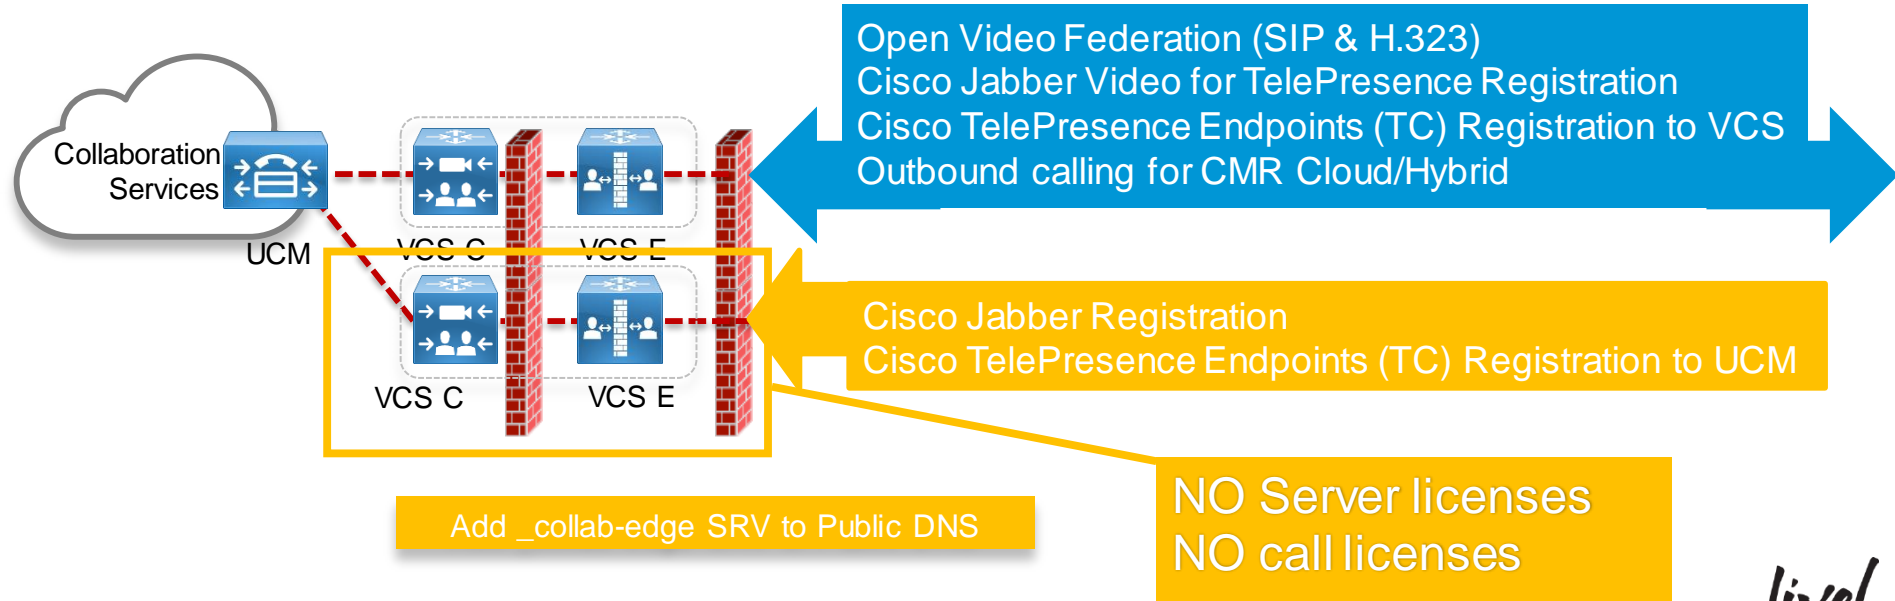 Open Video Federation (SIP & H.323)
Cisco Jabber Video for TelePresence Registration
Cisco TelePresence Endpoints (TC) Registration to VCS
Outbound calling for CMR Cloud/Hybrid
Collaboration
Services
UCM
VCS C
VCS E
Cisco Jabber Registration
Cisco TelePresence Endpoints (TC) Registration to UCM
VCS C
VCS E
Add _collab-edge SRV to Public DNS
NO Server licenses
NO call licenses